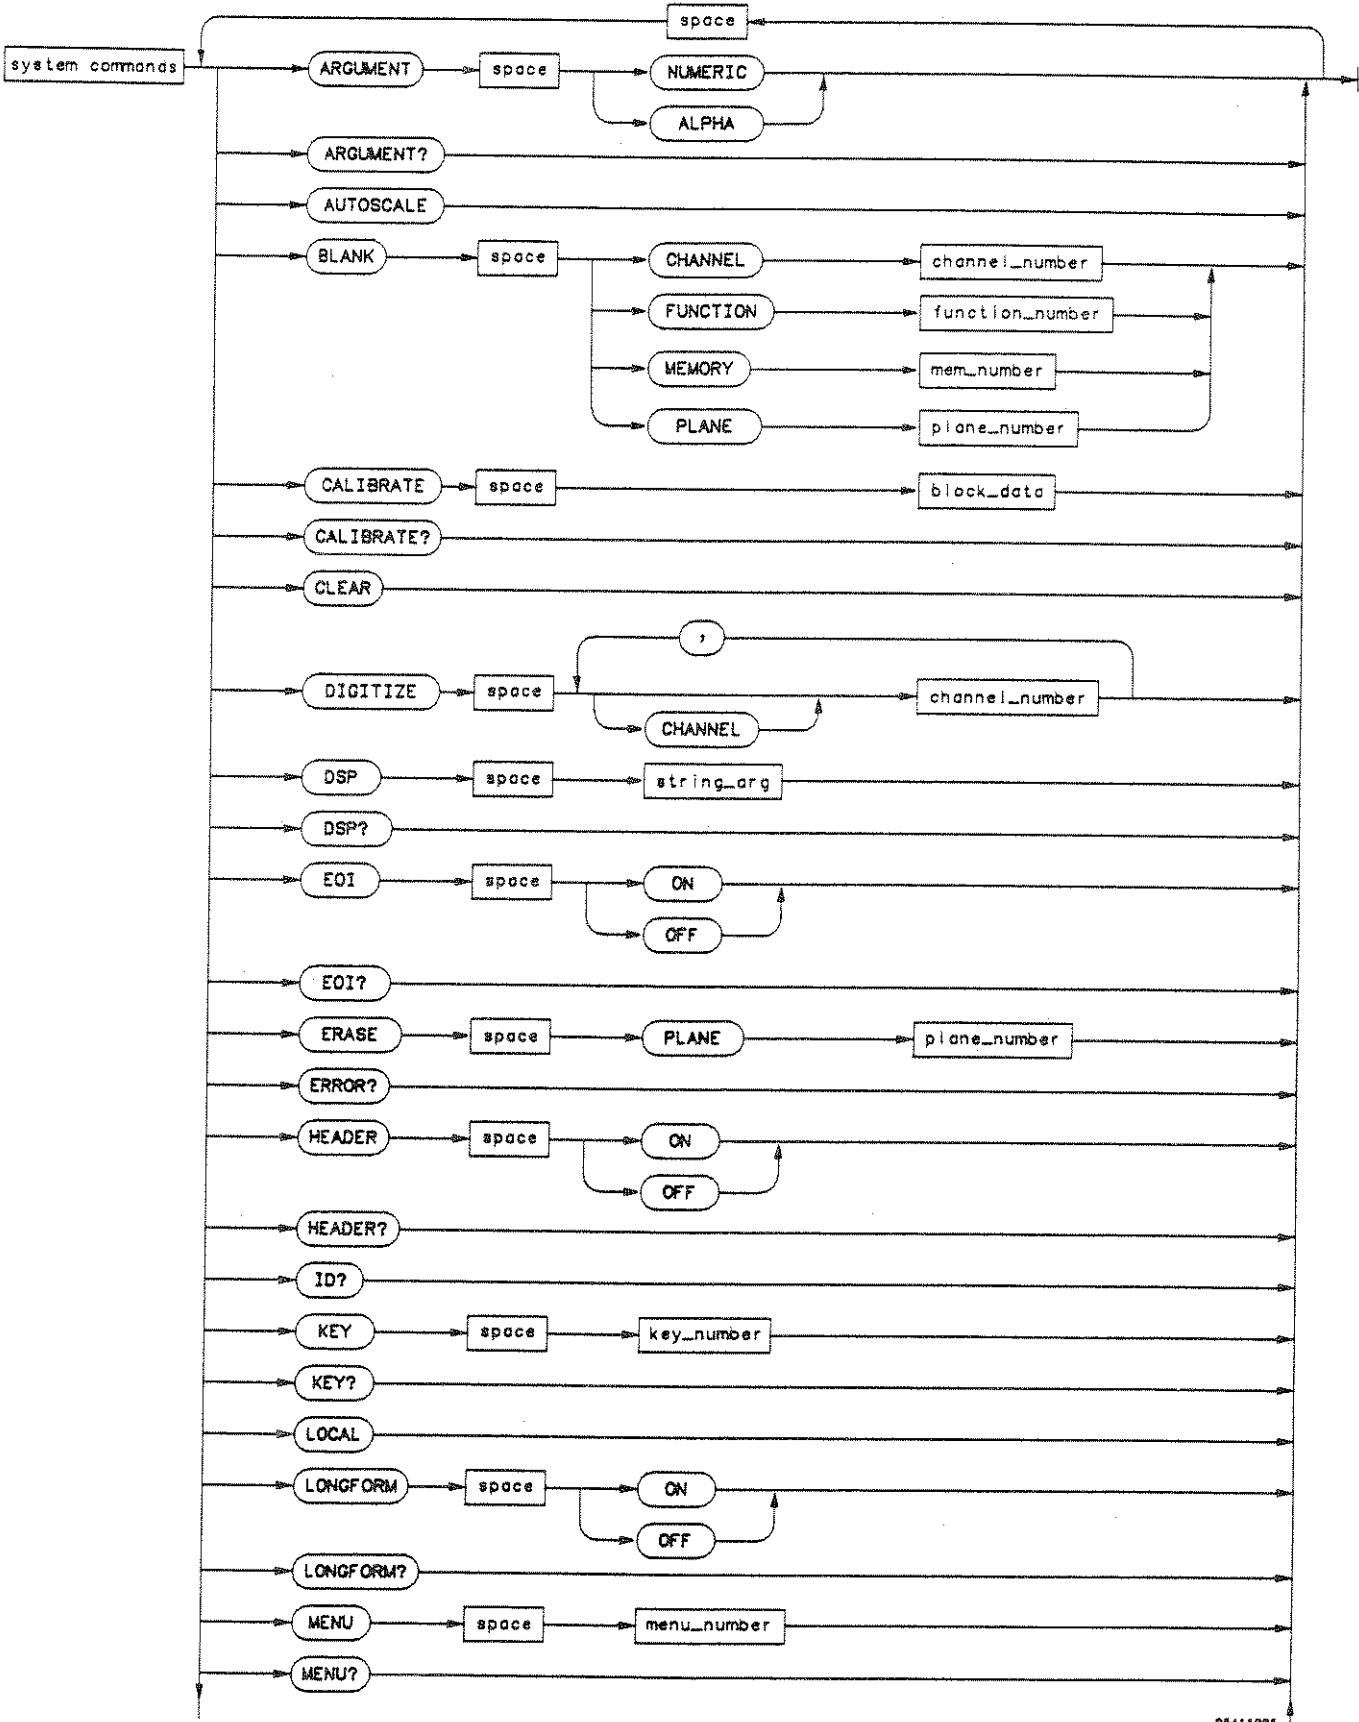 space
system commands ARGUMENT space NUMERIC
ALPHA
ARGUMENT?
AUTOSCALE
BLANK space CHANNEL channel_number
FUNCTION function_number
MEMORY mem_number
PLANE plane_number
CALIBRATE space block_data
CALIBRATE?
CLEAR
,
DIGITIZE space channel_number
CHANNEL
DSP space string_arg
DSP?
EOI space ON
OFF
EOI?
ERASE space PLANE plane_number
ERROR?
HEADER space ON
OFF
HEADER?
ID?
KEY space key_number
KEY?
LOCAL
LONGFORM space ON
OFF
LONGFORM?
MENU space menu_number
MENU?